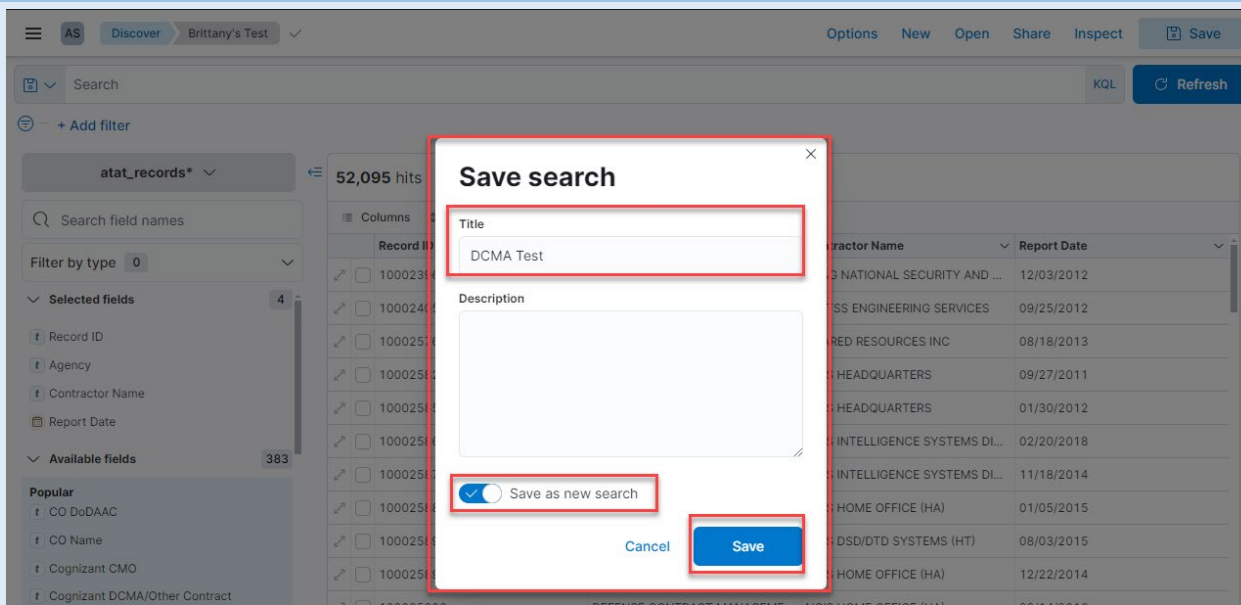 AS Discover Brittany's Test Options New Open Share Inspect Save
Search KQL Refresh
+ Add filter
atat_records* 52,095 hits
Search field names
Filter by type 0
Selected fields 4
Record ID
Agency
Contractor Name
Report Date
Available fields 383
Popular
CO DoDAAC
CO Name
Cognizant CMO
Cognizant DCMA/Other Contract
Columns
Record ID Contractor Name Report Date
NATIONAL SECURITY AND ... 12/03/2012
ENGINEERING SERVICES 09/25/2012
RESOURCES INC 08/18/2013
HEADQUARTERS 09/27/2011
HEADQUARTERS 01/30/2012
INTELLIGENCE SYSTEMS DI... 02/20/2018
INTELLIGENCE SYSTEMS DI... 11/18/2014
HOME OFFICE (HA) 01/05/2015
DSD/DTD SYSTEMS (HT) 08/03/2015
HOME OFFICE (HA) 12/22/2014
Save search
Title
DCMA Test
Description
Save as new search
Cancel Save